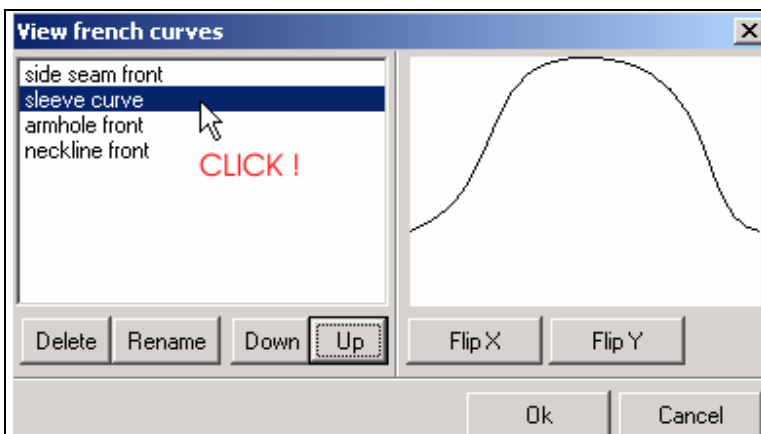 View french curves
side seam front
sleeve curve
armhole front
neckline front
CLICK !
Delete Rename Down Up Flip X Flip Y
Ok Cancel